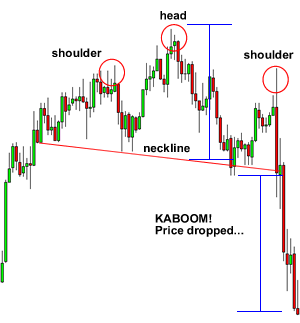 head
shoulder
shoulder
neckline
KABOOM!
Price dropped...